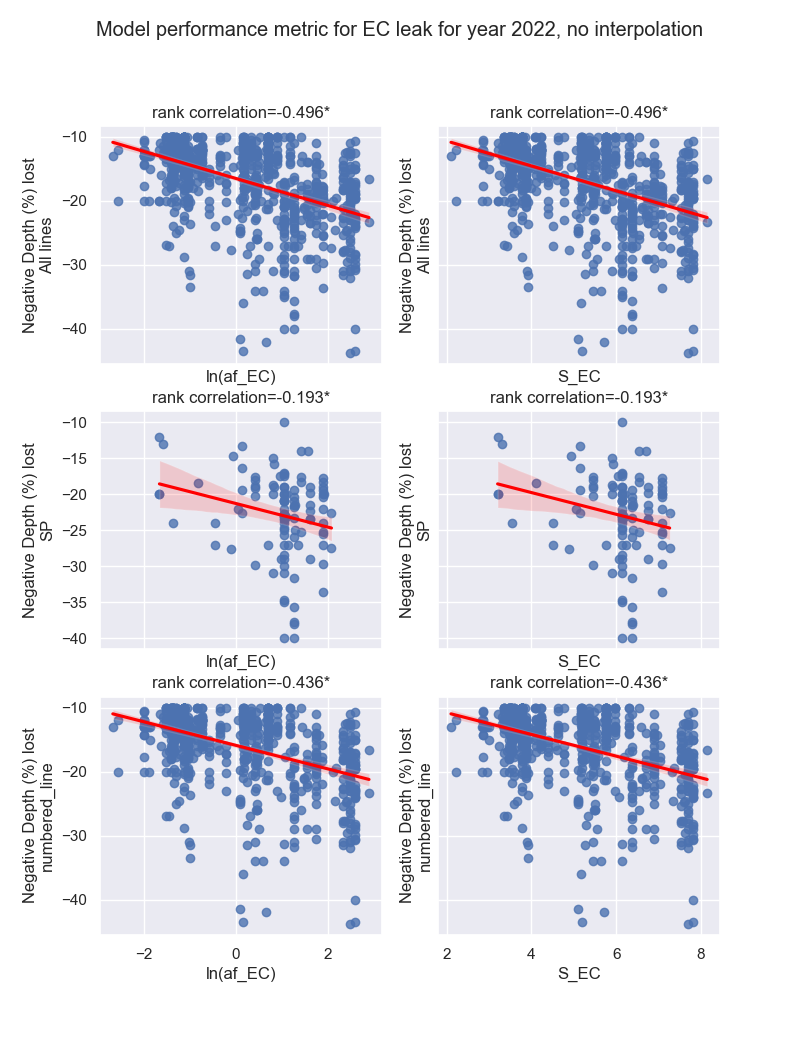 Model performance metric for EC leak for year 2022, no interpolation
rank correlation=-0.496*
rank correlation=-0.496*
Negative Depth (%) lost
All lines
−10
−20
−30
−40
ln(af_EC)
Negative Depth (%) lost
All lines
S_EC
rank correlation=-0.193*
rank correlation=-0.193*
Negative Depth (%) lost
SP
−10
−15
−20
−25
−30
−35
−40
ln(af_EC)
Negative Depth (%) lost
SP
S_EC
rank correlation=-0.436*
rank correlation=-0.436*
Negative Depth (%) lost
numbered_line
−10
−20
−30
−40
−2 0 2
ln(af_EC)
Negative Depth (%) lost
numbered_line
2 4 6 8
S_EC